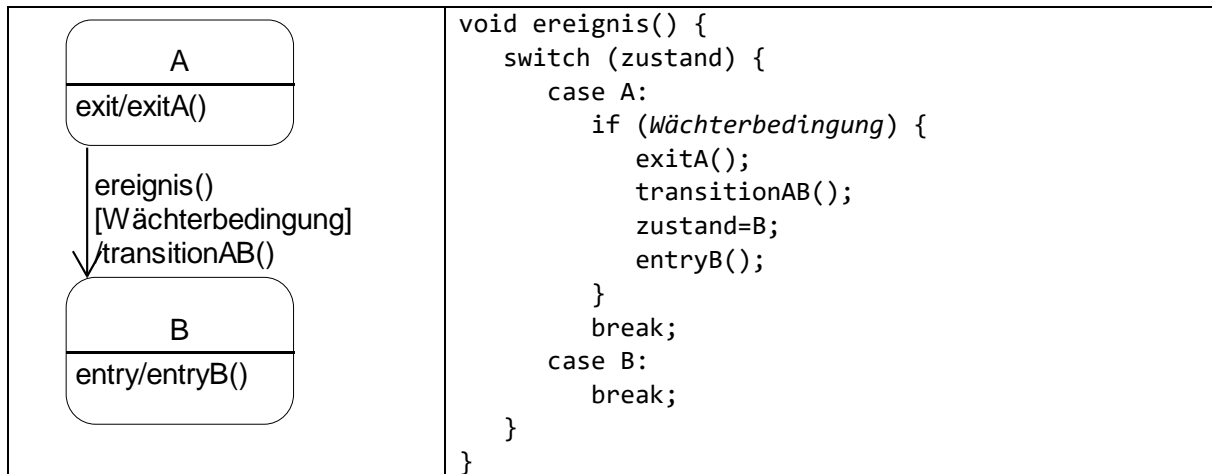 A
exit/exitA()
ereignis()
[Wächterbedingung]
/transitionAB()
B
entry/entryB()
void ereignis() {
   switch (zustand) {
      case A:
         if (Wächterbedingung) {
            exitA();
            transitionAB();
            zustand=B;
            entryB();
         }
         break;
      case B:
         break;
   }
}